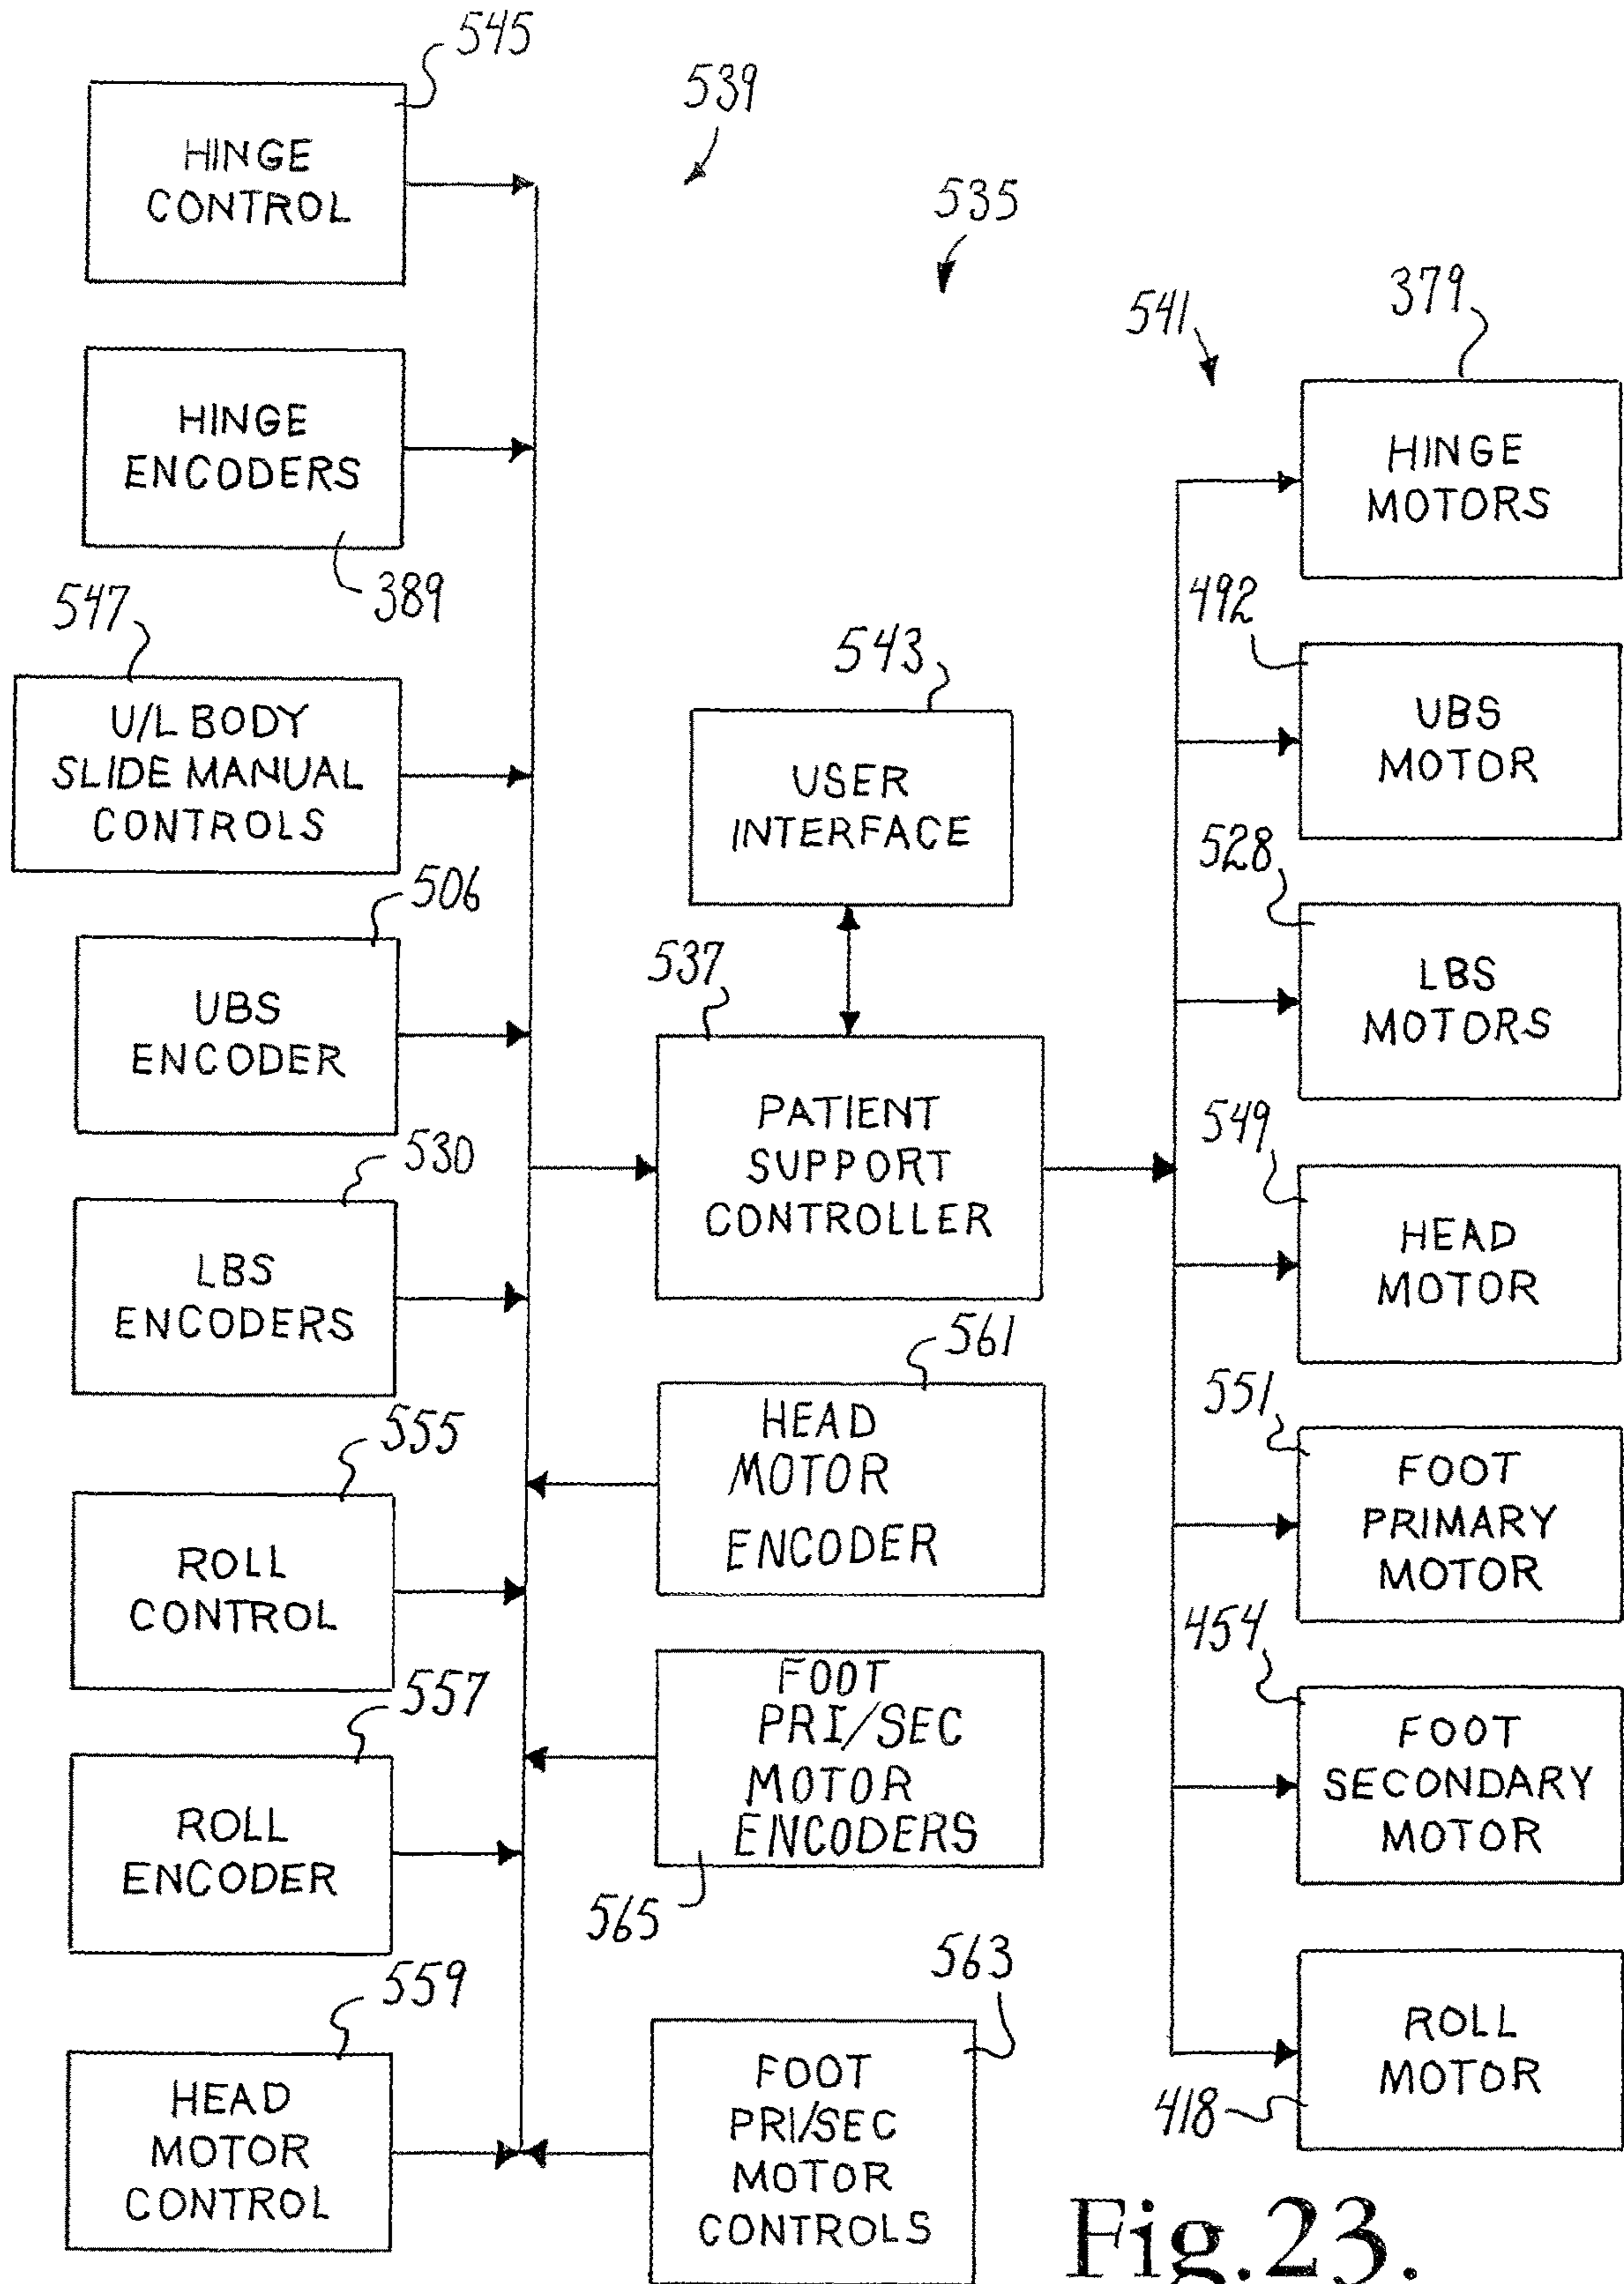 545
HINGE
CONTROL
539
535
541
379
HINGE
ENCODERS
389
HINGE
MOTORS
547
U/L BODY
SLIDE MANUAL
CONTROLS
543
USER
INTERFACE
492
UBS
MOTOR
506
UBS
ENCODER
537
PATIENT
SUPPORT
CONTROLLER
528
LBS
MOTORS
530
LBS
ENCODERS
549
HEAD
MOTOR
561
HEAD
MOTOR
ENCODER
551
FOOT
PRIMARY
MOTOR
555
ROLL
CONTROL
565
FOOT
PRI/SEC
MOTOR
ENCODERS
454
FOOT
SECONDARY
MOTOR
557
ROLL
ENCODER
563
FOOT
PRI/SEC
MOTOR
CONTROLS
418
ROLL
MOTOR
559
HEAD
MOTOR
CONTROL
Fig.23.